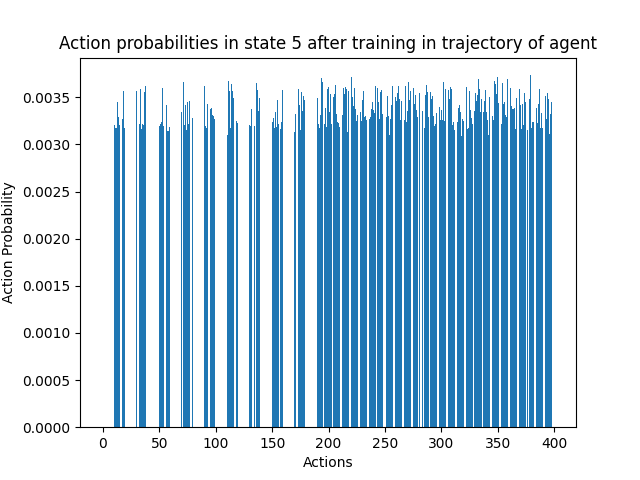 Action probabilities in state 5 after training in trajectory of agent
Action Probability
0.0035
0.0030
0.0025
0.0020
0.0015
0.0010
0.0005
0.0000
0 50 100 150 200 250 300 350 400
Actions